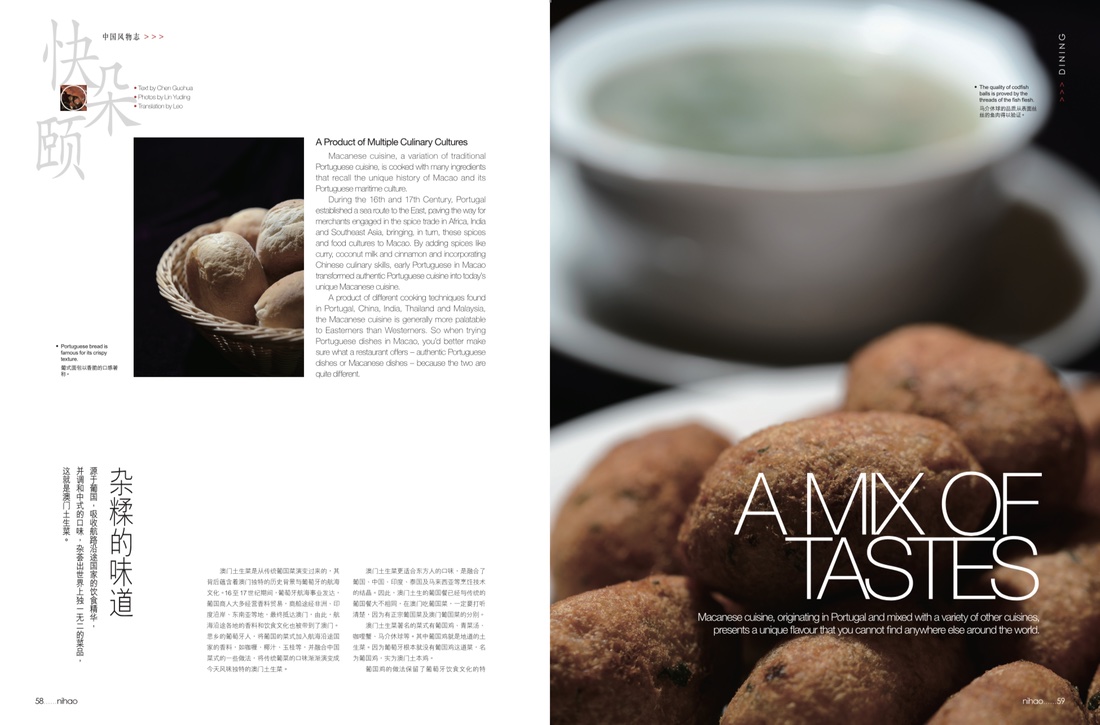 快朵颐
中国风物志 >>>
• Text by Chen Guohua
• Photos by Lin Yuding
• Translation by Leo
A Product of Multiple Culinary Cultures
Macanese cuisine, a variation of traditional
Portuguese cuisine, is cooked with many ingredients
that recall the unique history of Macao and its
Portuguese maritime culture.
During the 16th and 17th Century, Portugal
established a sea route to the East, paving the way for
merchants engaged in the spice trade in Africa, India
and Southeast Asia, bringing, in turn, these spices
and food cultures to Macao. By adding spices like
curry, coconut milk and cinnamon and incorporating
Chinese culinary skills, early Portuguese in Macao
transformed authentic Portuguese cuisine into today's
unique Macanese cuisine.
A product of different cooking techniques found
in Portugal, China, India, Thailand and Malaysia,
the Macanese cuisine is generally more palatable
to Easterners than Westerners. So when trying
Portuguese dishes in Macao, you'd better make
sure what a restaurant offers – authentic Portuguese
dishes or Macanese dishes – because the two are
quite different.
• Portuguese bread is
famous for its crispy
texture.
葡式面包以香脆的口感著
称。
杂糅的味道
源于葡国，吸收航路沿途国家的饮食精华，
并调和中式的口味，杂荟出世界上独一无二的菜品，
这就是澳门土生菜。
澳门土生菜是从传统葡国菜演变过来的，其
背后蕴含着澳门独特的历史背景与葡萄牙的航海
文化。16至17世纪期间，葡萄牙航海事业发达，
葡国商人大多经营香料贸易，商船途经非洲、印
度沿岸、东南亚等地，最终抵达门，由此，航
海沿途各地的香料和饮食文化也被带到了澳门。
思乡的葡萄牙人，将葡国的菜式加入航海沿途国
家的香料，如咖喱、椰汁、玉桂等，并融合中国
菜式的一些做法，将传统葡菜的口味渐渐演变成
今天风味独特的澳门土生菜。
澳门土生菜更适合东方人的口味，是融合了
葡国、中国、印度、泰国及马来西亚等烹饪技术
的结晶。因此，澳门土生的葡国餐已经与传统的
葡国餐大不相同。在澳门吃葡国菜，一定要打听
清楚，因为有正宗葡国菜及澳门葡国菜的分别。
澳门土生菜著名的菜式有葡国鸡、青菜汤、
咖喱蟹、马介休球等。其中葡国鸡就是地道的土
生菜。因为葡萄牙根本就没有葡国鸡这道菜，名
为葡国鸡，实为澳门土本鸡。
葡国鸡的做法保留了葡萄牙饮食文化的特
58......nihao
DINING
>>>
• The quality of codfish
balls is proved by the
threads of the fish flesh.
马介休球的品质从表面丝
丝的鱼肉得以验证。
A MIX OF
TASTES
Macanese cuisine, originating in Portugal and mixed with a variety of other cuisines,
presents a unique flavour that you cannot find anywhere else around the world.
nihao......59